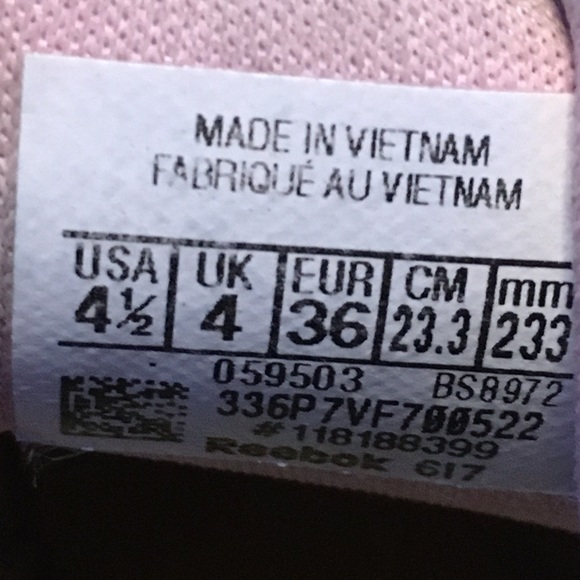 MADE IN VIETNAM
FABRIQUÉ AU VIETNAM
USA UK EUR CM mm
4½ 4 36 23.3 233
059503 BS8972
336P7VF700522
# 118188399
Reebok 617